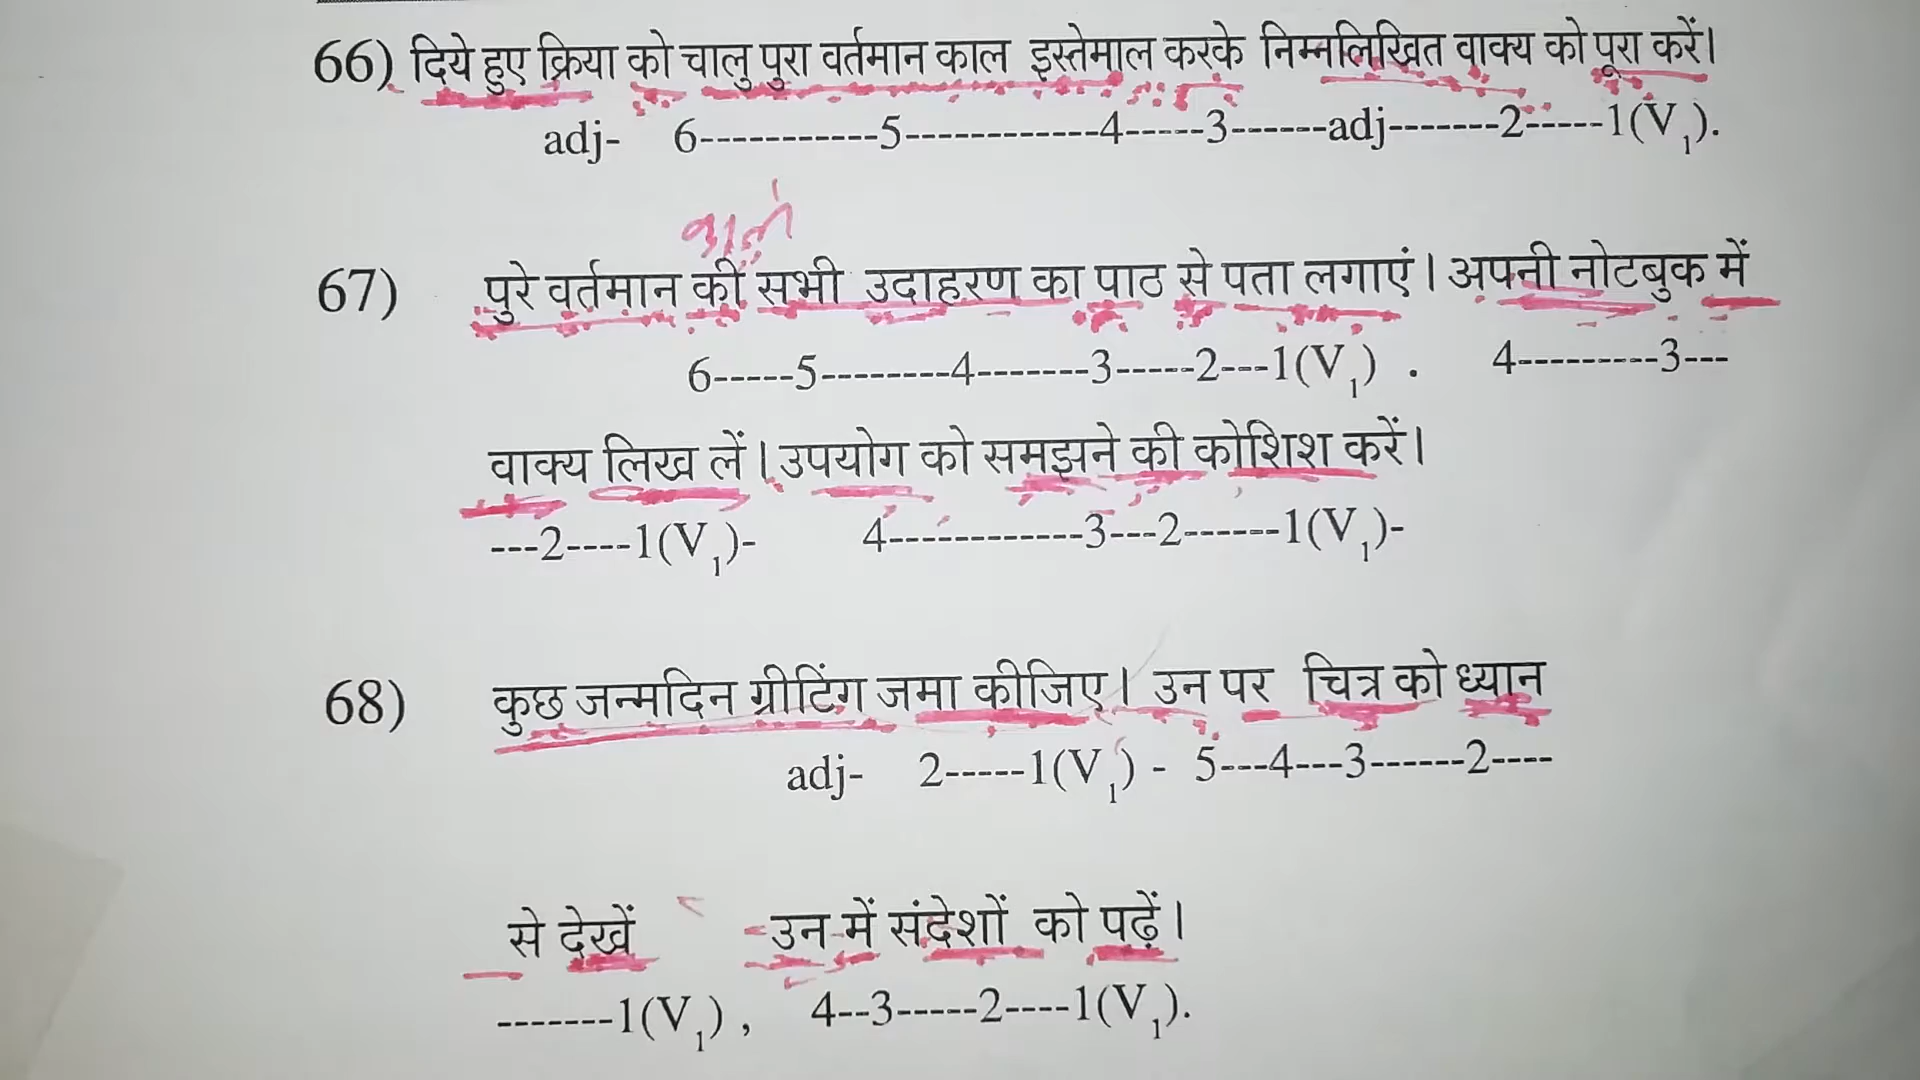 66) दिये हुए क्रिया को चालु पुरा वर्तमान काल इस्तेमाल करके निम्नलिखित वाक्य को पूरा करें।
adj- 6-----------5------------4-----3------adj-------2-----1(V₁).
वाले
67) पुरे वर्तमान की सभी उदाहरण का पाठ से पता लगाएं। अपनी नोटबुक में
6-----5--------4-------3-----2---1(V₁) . 4---------3---
वाक्य लिख लें। उपयोग को समझने की कोशिश करें।
---2----1(V₁)- 4------------3---2------1(V₁)-
68) कुछ जन्मदिन ग्रीटिंग जमा कीजिए। उन पर चित्र को ध्यान
adj- 2-----1(V₁) - 5---4---3------2----
से देखें उन में संदेशों को पढ़ें।
-------1(V₁) , 4--3-----2----1(V₁).